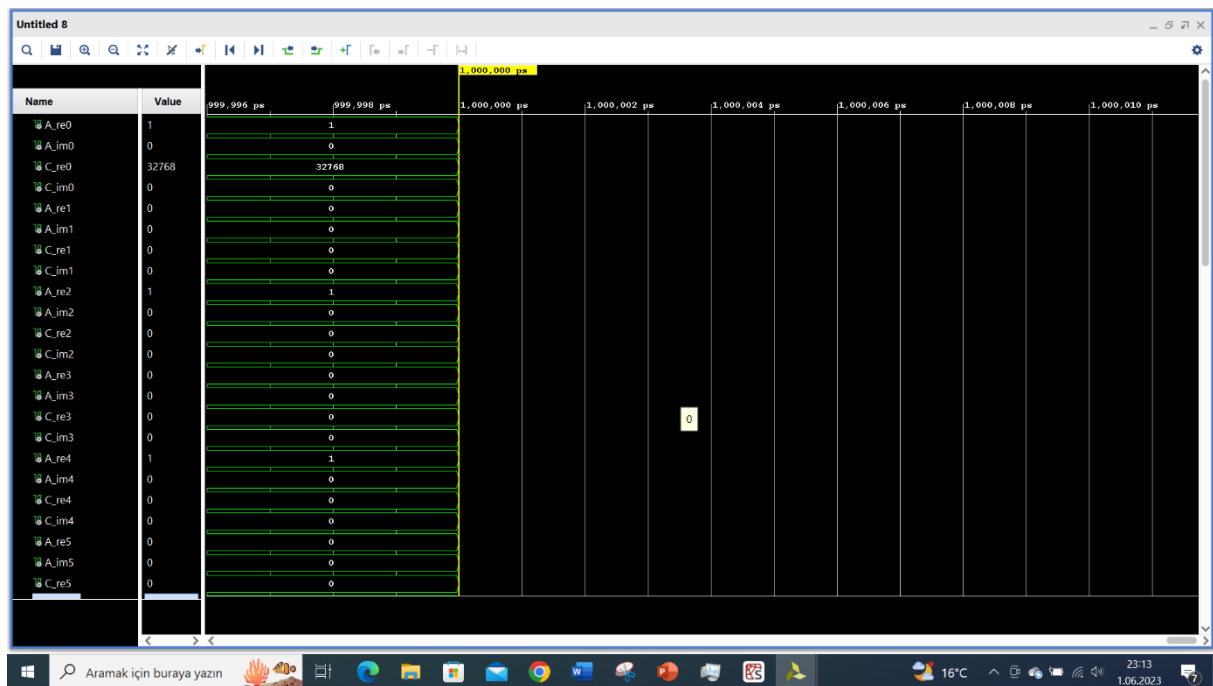 Untitled 8
1,000,000 ps
Name Value 999,996 ps 999,998 ps 1,000,000 ps 1,000,002 ps 1,000,004 ps 1,000,006 ps 1,000,008 ps 1,000,010 ps
A_re0 1 1
A_im0 0 0
C_re0 32768 32768
C_im0 0 0
A_re1 0 0
A_im1 0 0
C_re1 0 0
C_im1 0 0
A_re2 1 1
A_im2 0 0
C_re2 0 0
C_im2 0 0
A_re3 0 0
A_im3 0 0
C_re3 0 0 0
C_im3 0 0
A_re4 1 1
A_im4 0 0
C_re4 0 0
C_im4 0 0
A_re5 0 0
A_im5 0 0
C_re5 0 0
Aramak için buraya yazın 16°C 23:13
1.06.2023